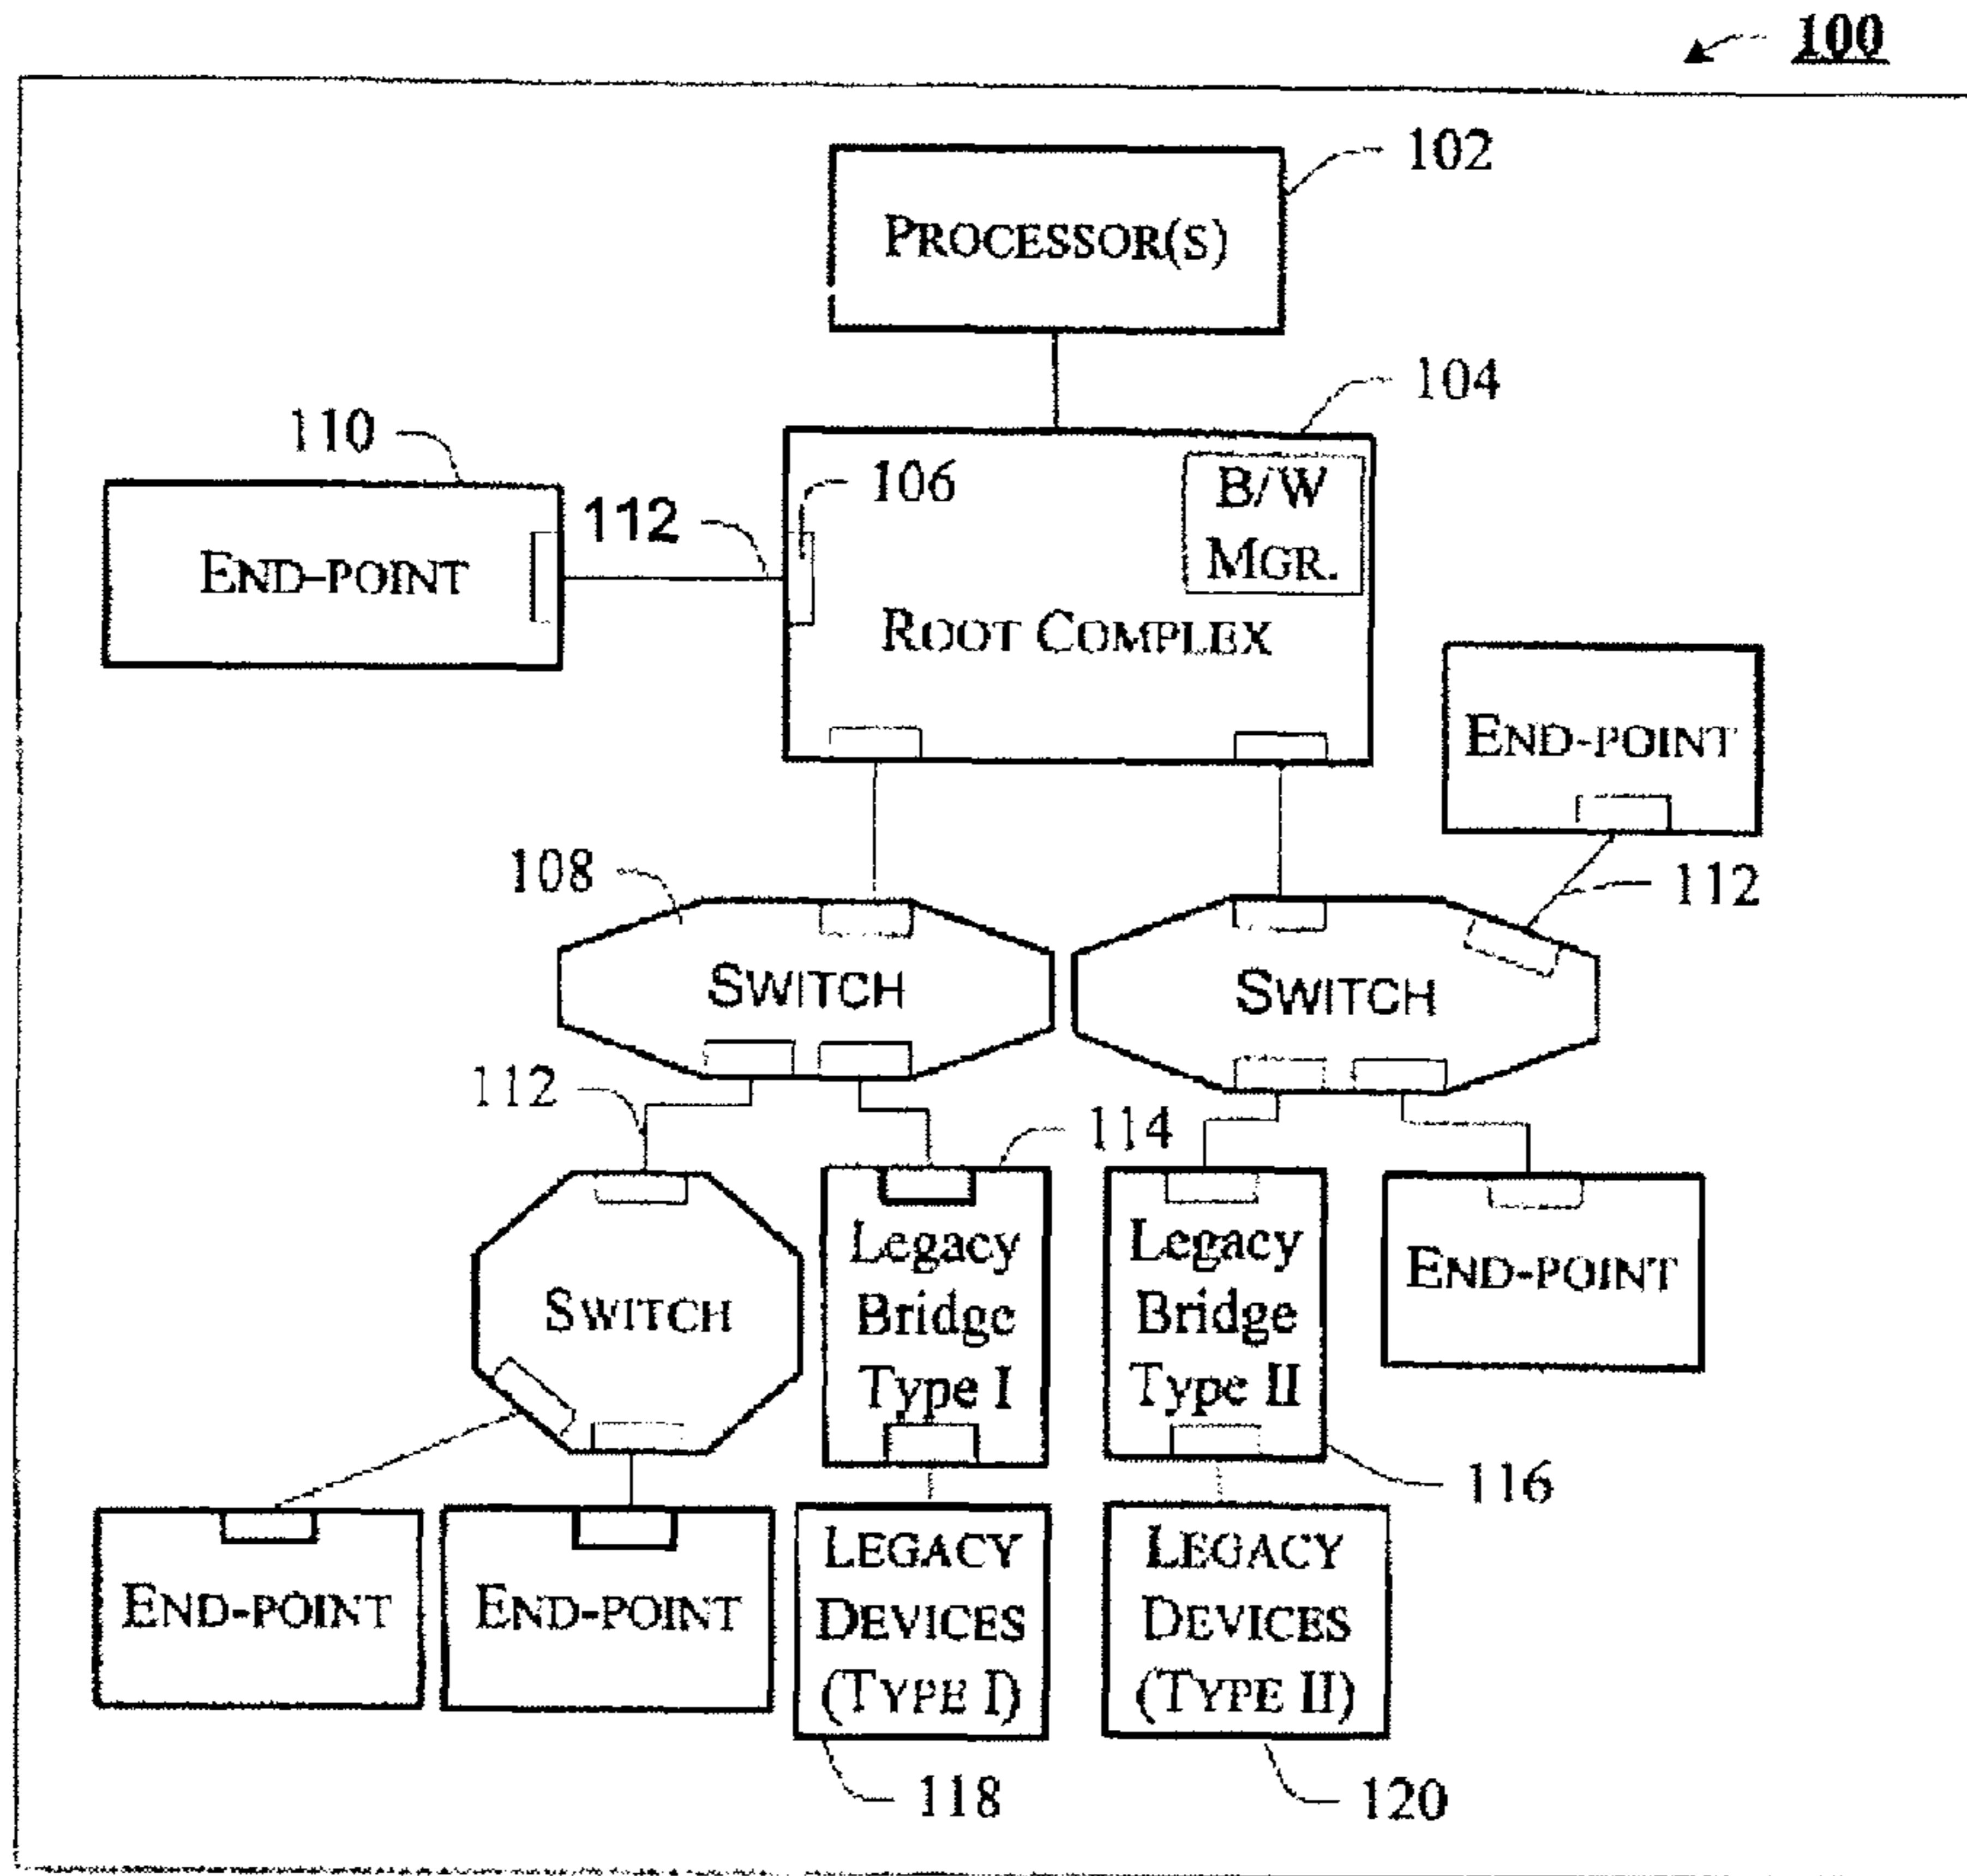 100
102
PROCESSOR(S)
104
110
106
B/W
MGR.
112
END-POINT
ROOT COMPLEX
END-POINT
108
112
SWITCH
SWITCH
112
114
Legacy
Bridge
Type I
Legacy
Bridge
Type II
END-POINT
SWITCH
116
END-POINT
END-POINT
LEGACY
DEVICES
(TYPE I)
LEGACY
DEVICES
(TYPE II)
118
120